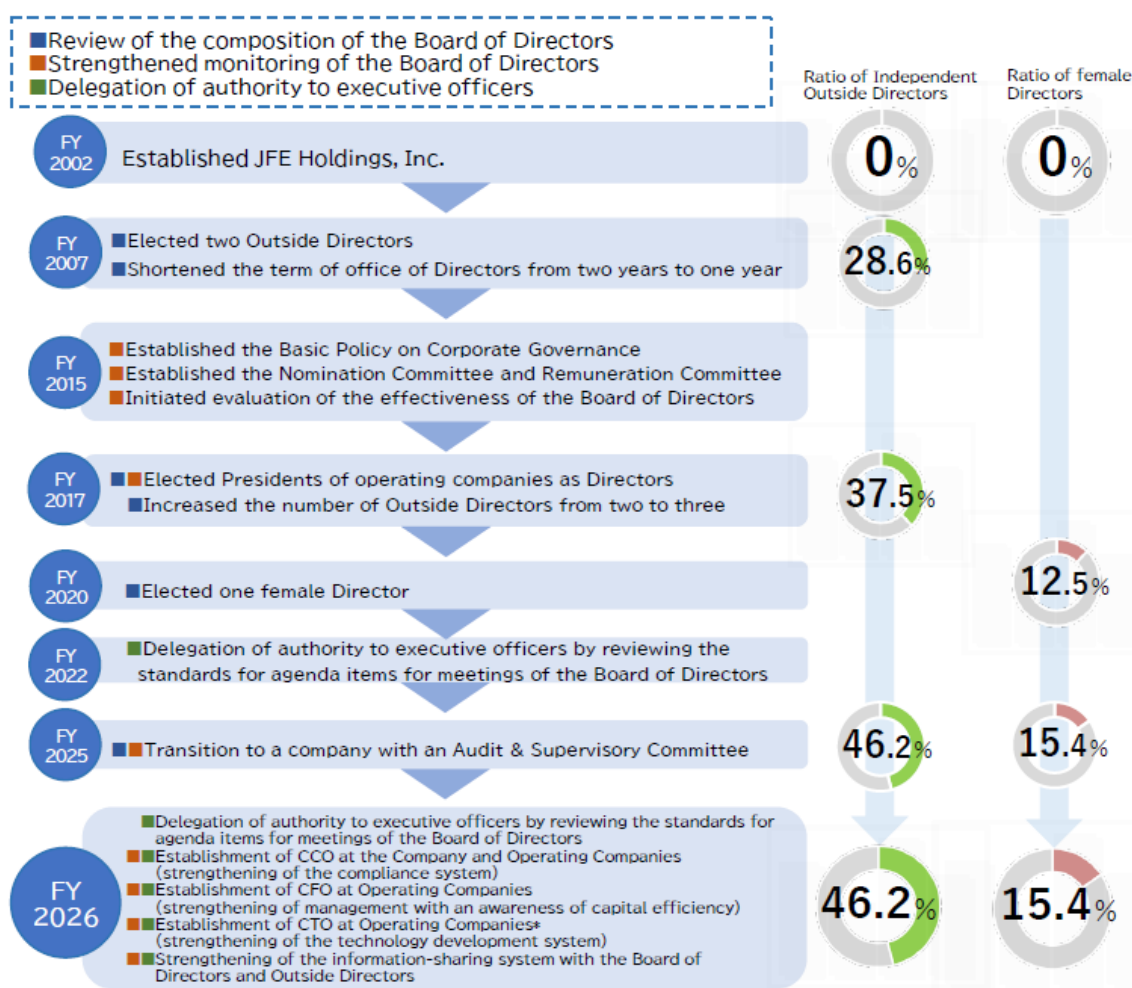 ■Review of the composition of the Board of Directors
■Strengthened monitoring of the Board of Directors
■Delegation of authority to executive officers
Ratio of Independent
Outside Directors
Ratio of female
Directors
FY
2002
Established JFE Holdings, Inc.
0%
0%
FY
2007
■Elected two Outside Directors
■Shortened the term of office of Directors from two years to one year
28.6%
FY
2015
■Established the Basic Policy on Corporate Governance
■Established the Nomination Committee and Remuneration Committee
■Initiated evaluation of the effectiveness of the Board of Directors
FY
2017
■■Elected Presidents of operating companies as Directors
■Increased the number of Outside Directors from two to three
37.5%
FY
2020
■Elected one female Director
12.5%
FY
2022
■Delegation of authority to executive officers by reviewing the
standards for agenda items for meetings of the Board of Directors
FY
2025
■■Transition to a company with an Audit & Supervisory Committee
46.2%
15.4%
FY
2026
■Delegation of authority to executive officers by reviewing the standards for
agenda items for meetings of the Board of Directors
■■Establishment of CCO at the Company and Operating Companies
(strengthening of the compliance system)
■■Establishment of CFO at Operating Companies
(strengthening of management with an awareness of capital efficiency)
■■Establishment of CTO at Operating Companies*
(strengthening of the technology development system)
■■Strengthening of the information-sharing system with the Board of
Directors and Outside Directors
46.2%
15.4%